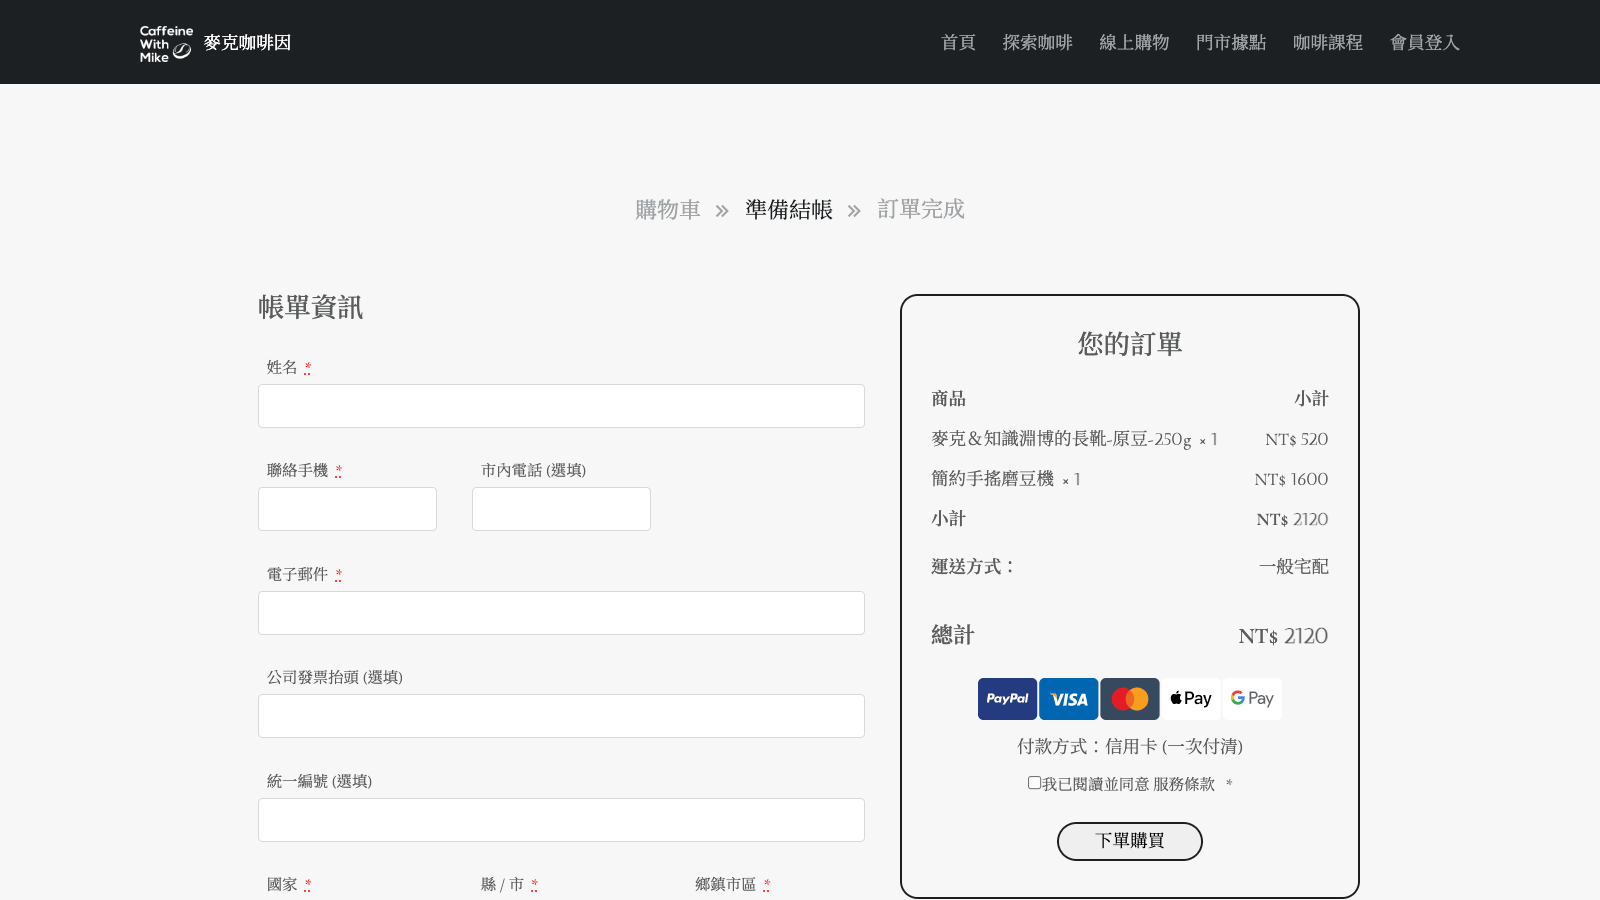 Caffeine
With
Mike
麥克咖啡因
首頁 探索咖啡 線上購物 門市據點 咖啡課程 會員登入
購物車 » 準備結帳 » 訂單完成
帳單資訊
姓名 *
聯絡手機 * 市內電話 (選填)
電子郵件 *
公司發票抬頭 (選填)
統一編號 (選填)
國家 * 縣 / 市 * 鄉鎮市區 *
您的訂單
商品 小計
麥克＆知識淵博的長靴-原豆-250g × 1 NT$ 520
簡約手搖磨豆機 × 1 NT$ 1600
小計 NT$ 2120
運送方式： 一般宅配
總計 NT$ 2120
PayPal VISA Pay G Pay
付款方式：信用卡 (一次付清)
我已閱讀並同意 服務條款 *
下單購買